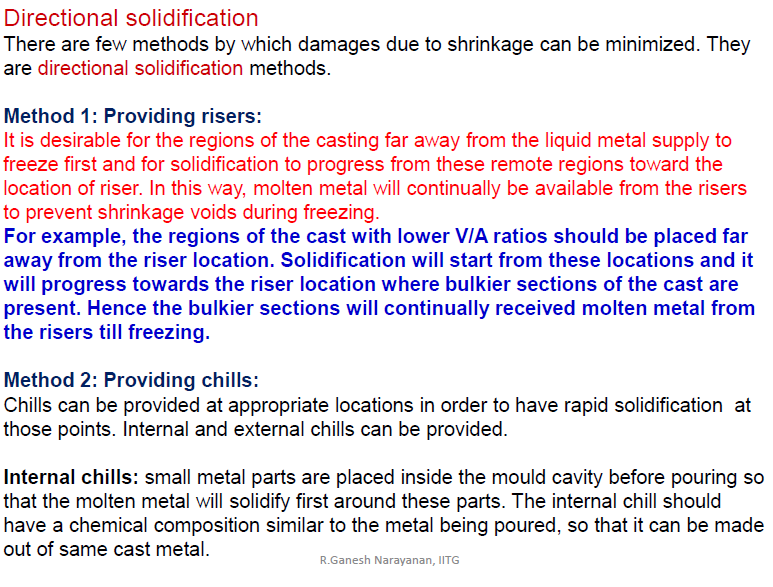 Directional solidification
There are few methods by which damages due to shrinkage can be minimized. They
are directional solidification methods.
Method 1: Providing risers:
It is desirable for the regions of the casting far away from the liquid metal supply to
freeze first and for solidification to progress from these remote regions toward the
location of riser. In this way, molten metal will continually be available from the risers
to prevent shrinkage voids during freezing.
For example, the regions of the cast with lower V/A ratios should be placed far
away from the riser location. Solidification will start from these locations and it
will progress towards the riser location where bulkier sections of the cast are
present. Hence the bulkier sections will continually received molten metal from
the risers till freezing.
Method 2: Providing chills:
Chills can be provided at appropriate locations in order to have rapid solidification at
those points. Internal and external chills can be provided.
Internal chills: small metal parts are placed inside the mould cavity before pouring so
that the molten metal will solidify first around these parts. The internal chill should
have a chemical composition similar to the metal being poured, so that it can be made
out of same cast metal.
R.Ganesh Narayanan, IITG